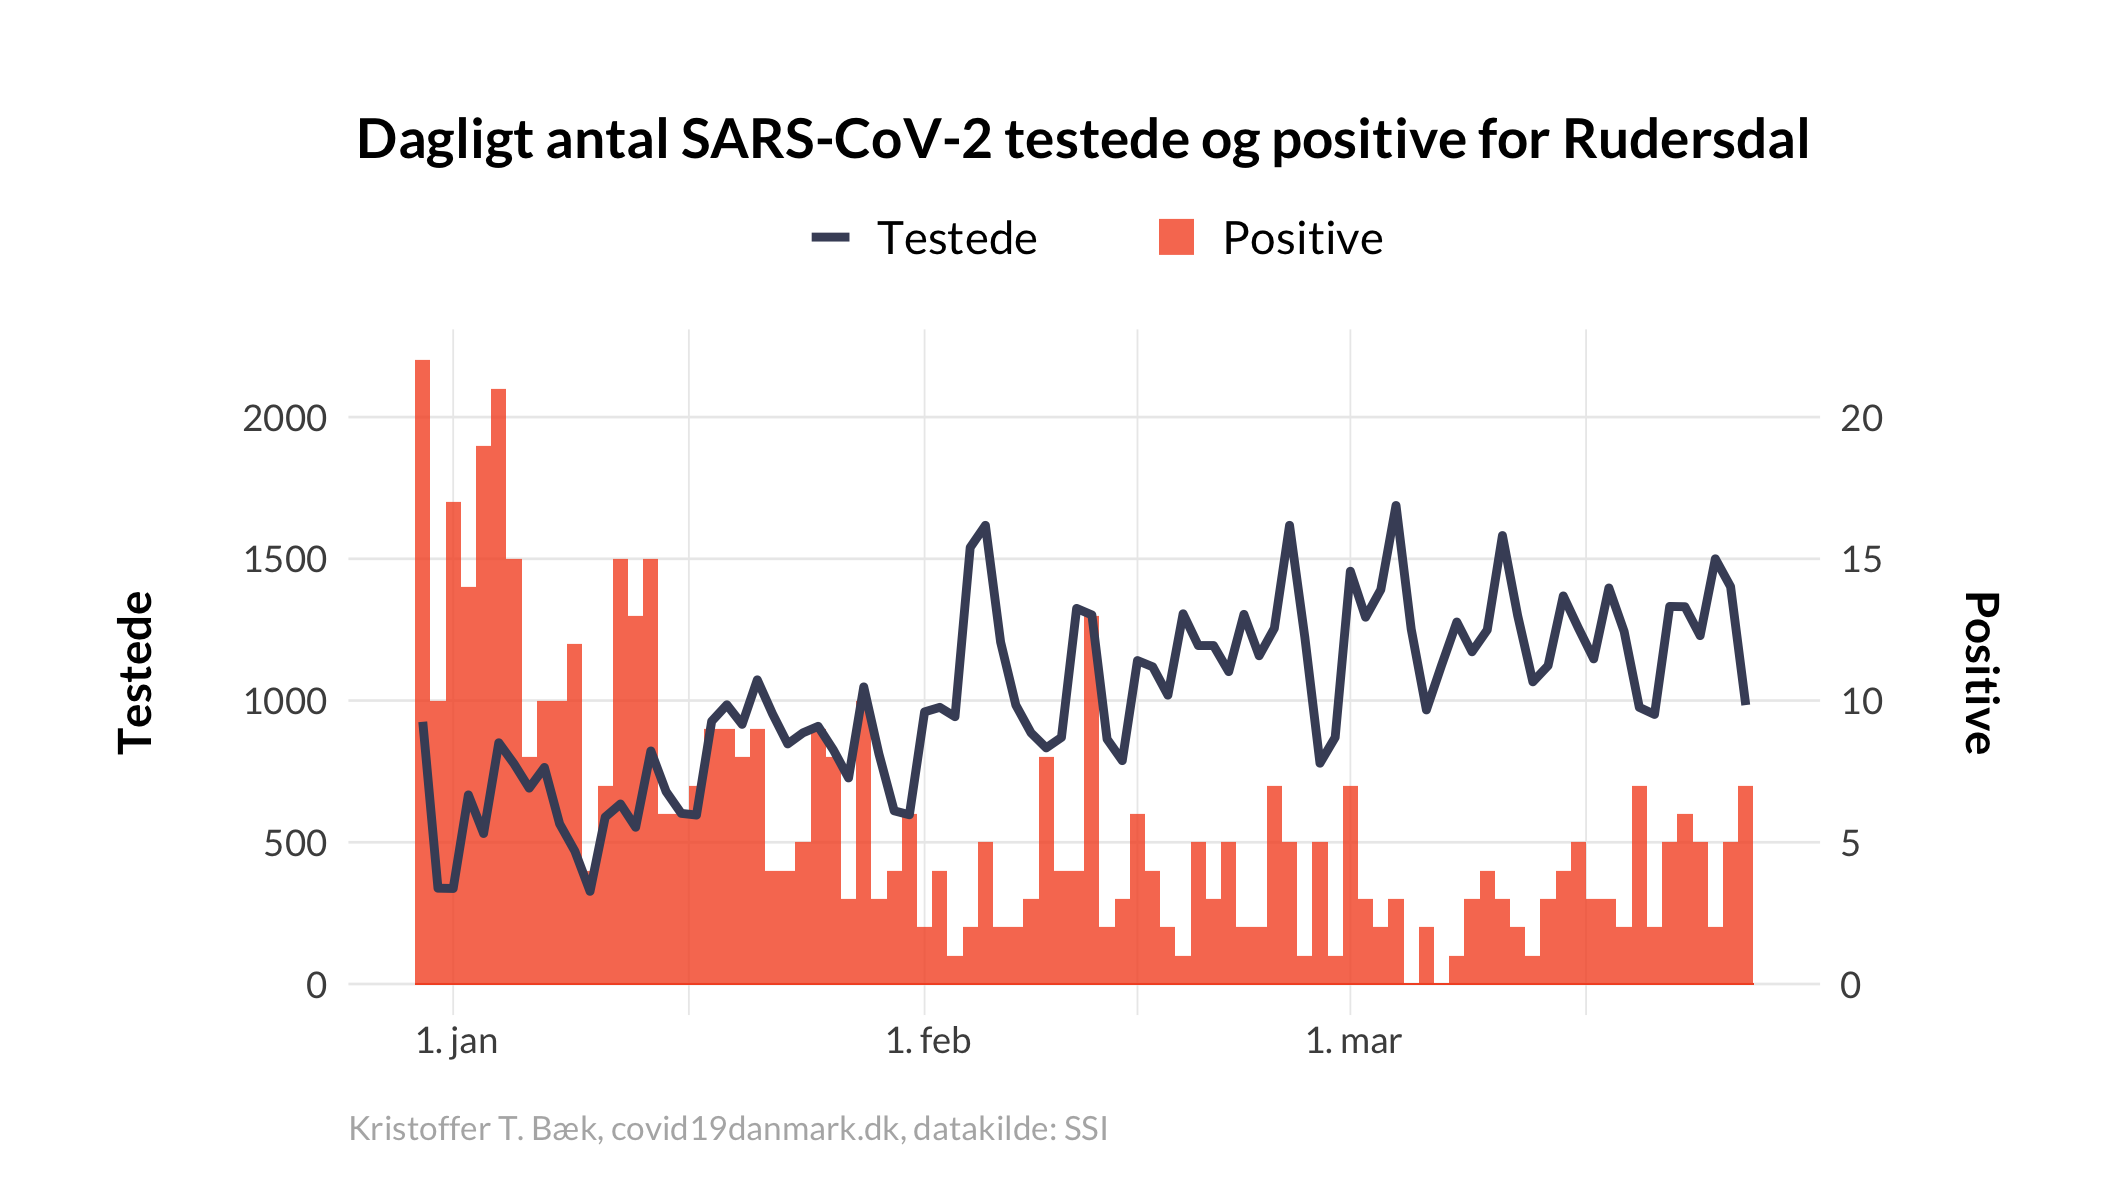 Dagligt antal SARS-CoV-2 testede og positive for Rudersdal
Testede
Positive
2000
1500
1000
500
0
Testede
20
15
10
5
0
Positive
1. jan
1. feb
1. mar
Kristoffer T. Bæk, covid19danmark.dk, datakilde: SSI